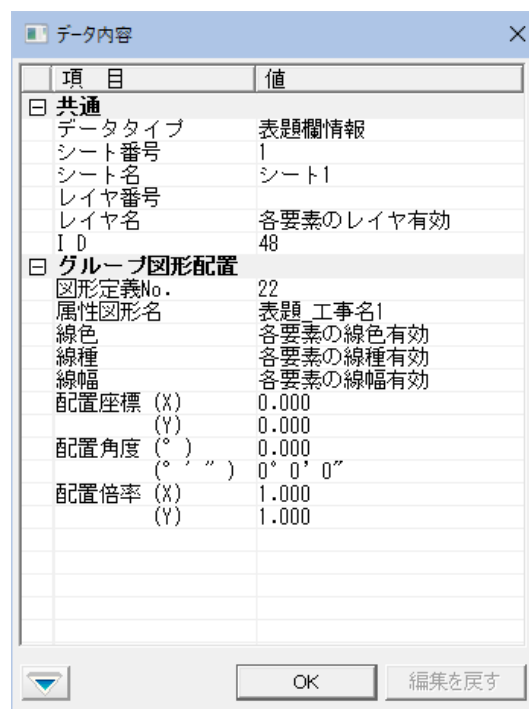 データ内容
項 目 値
共通
データタイプ 表題欄情報
シート番号 1
シート名 シート1
レイヤ番号
レイヤ名 各要素のレイヤ有効
I D 48
グループ図形配置
図形定義No. 22
属性図形名 表題_工事名1
線色 各要素の線色有効
線種 各要素の線種有効
線幅 各要素の線幅有効
配置座標 (X) 0.000
(Y) 0.000
配置角度 (° ) 0.000
(° ′ ″ ) 0° 0′ 0″
配置倍率 (X) 1.000
(Y) 1.000
OK 編集を戻す